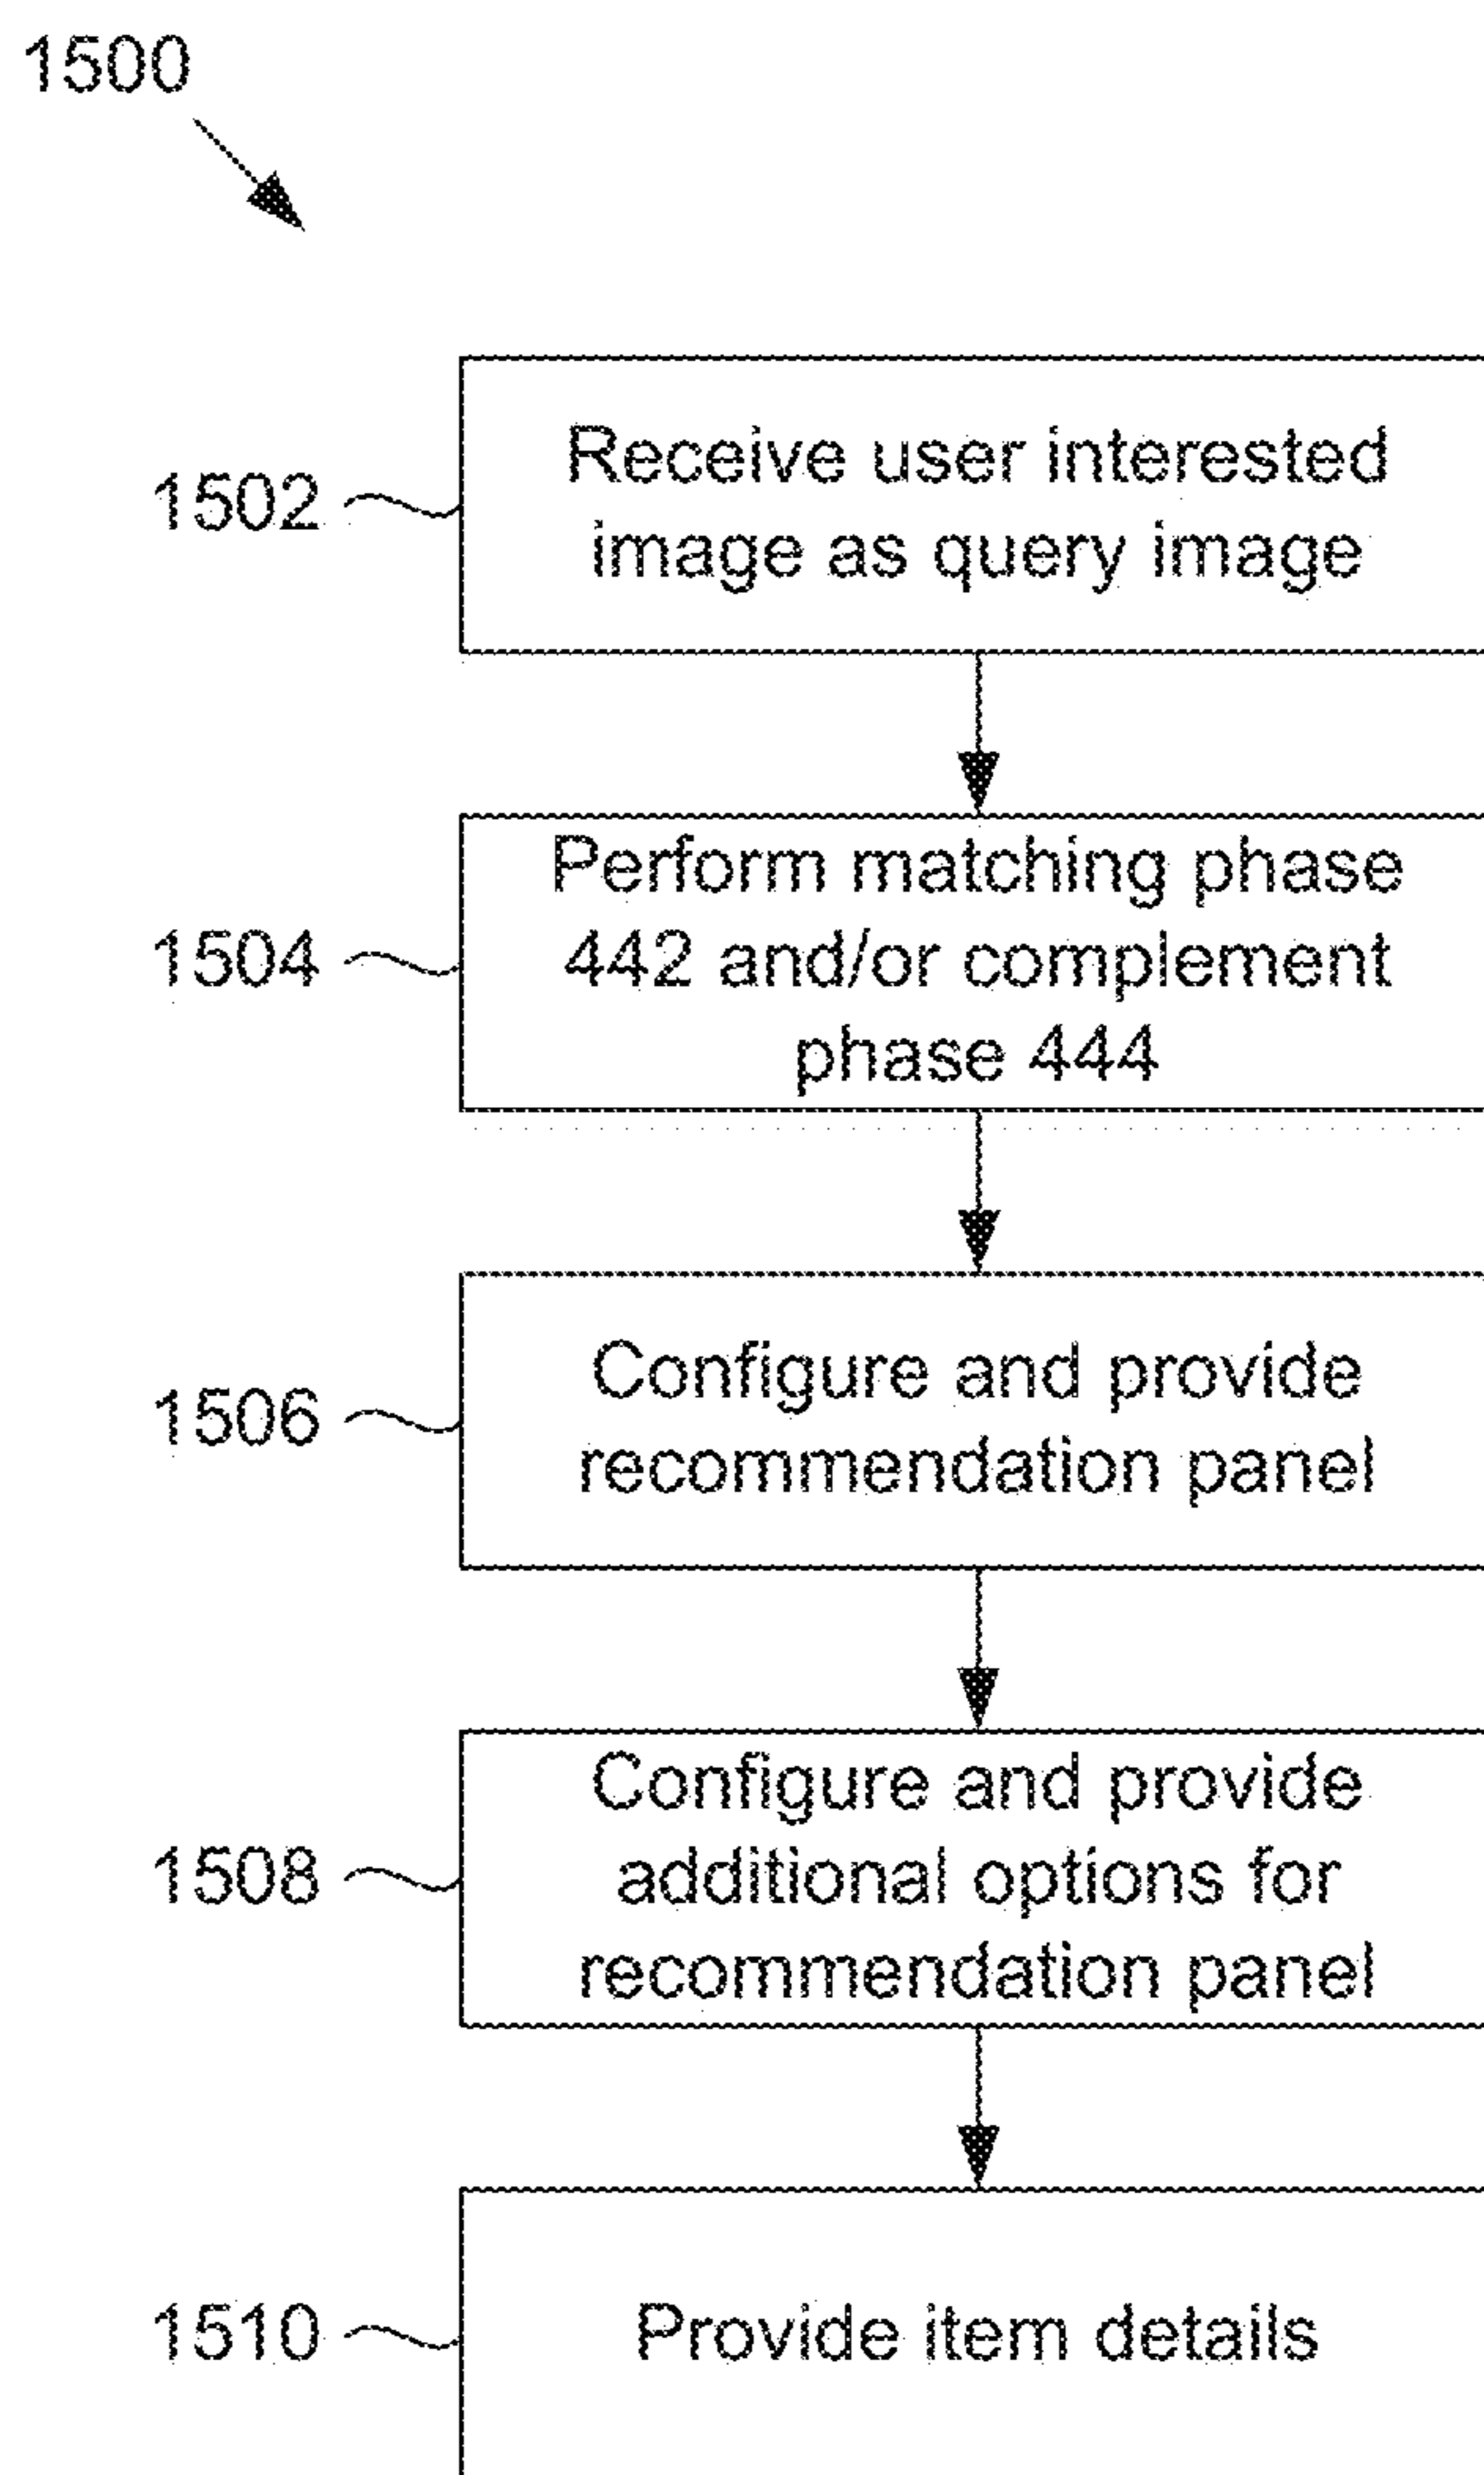 1500
1502
Receive user interested
image as query image
1504
Perform matching phase
442 and/or complement
phase 444
1506
Configure and provide
recommendation panel
1508
Configure and provide
additional options for
recommendation panel
1510
Provide item details